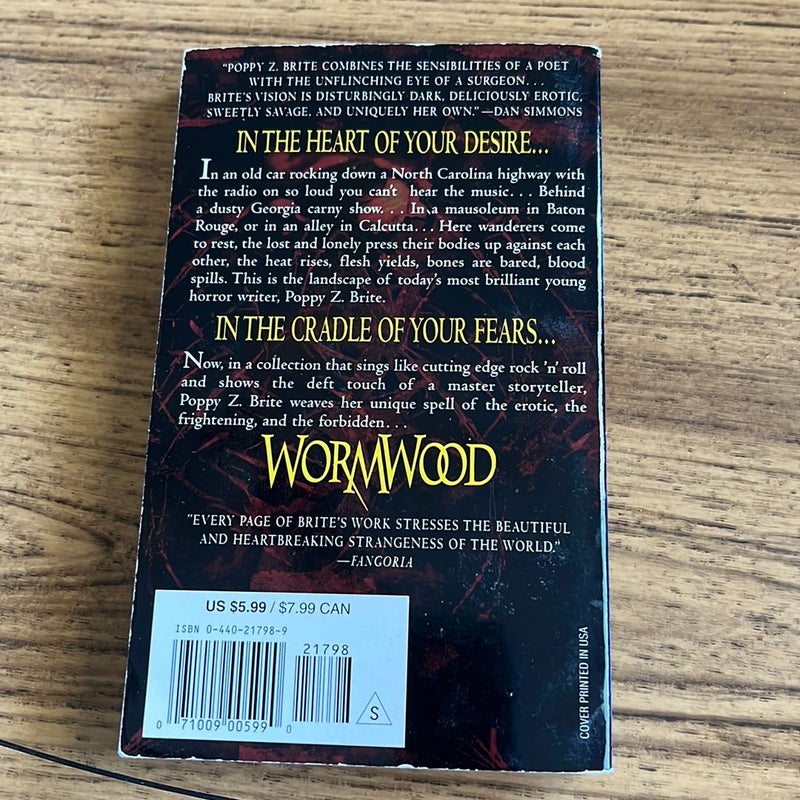 "POPPY Z. BRITE COMBINES THE SENSIBILITIES OF A POET
WITH THE UNFLINCHING EYE OF A SURGEON...
BRITE'S VISION IS DISTURBINGLY DARK, DELICIOUSLY EROTIC,
SWEETLY SAVAGE, AND UNIQUELY HER OWN."—DAN SIMMONS
IN THE HEART OF YOUR DESIRE...
In an old car rocking down a North Carolina highway with
the radio on so loud you can't hear the music... Behind
a dusty Georgia carny show... In a mausoleum in Baton
Rouge, or in an alley in Calcutta... Here wanderers come
to rest, the lost and lonely press their bodies up against each
other, the heat rises, flesh yields, bones are bared, blood
spills. This is the landscape of today's most brilliant young
horror writer, Poppy Z. Brite.
IN THE CRADLE OF YOUR FEARS...
Now, in a collection that sings like cutting edge rock 'n' roll
and shows the deft touch of a master storyteller,
Poppy Z. Brite weaves her unique spell of the erotic, the
frightening, and the forbidden...
WORMWOOD
"EVERY PAGE OF BRITE'S WORK STRESSES THE BEAUTIFUL
AND HEARTBREAKING STRANGENESS OF THE WORLD."
—FANGORIA
US $5.99 / $7.99 CAN
ISBN 0-440-21798-9
21798
0 71009 00599 0
S
COVER PRINTED IN USA